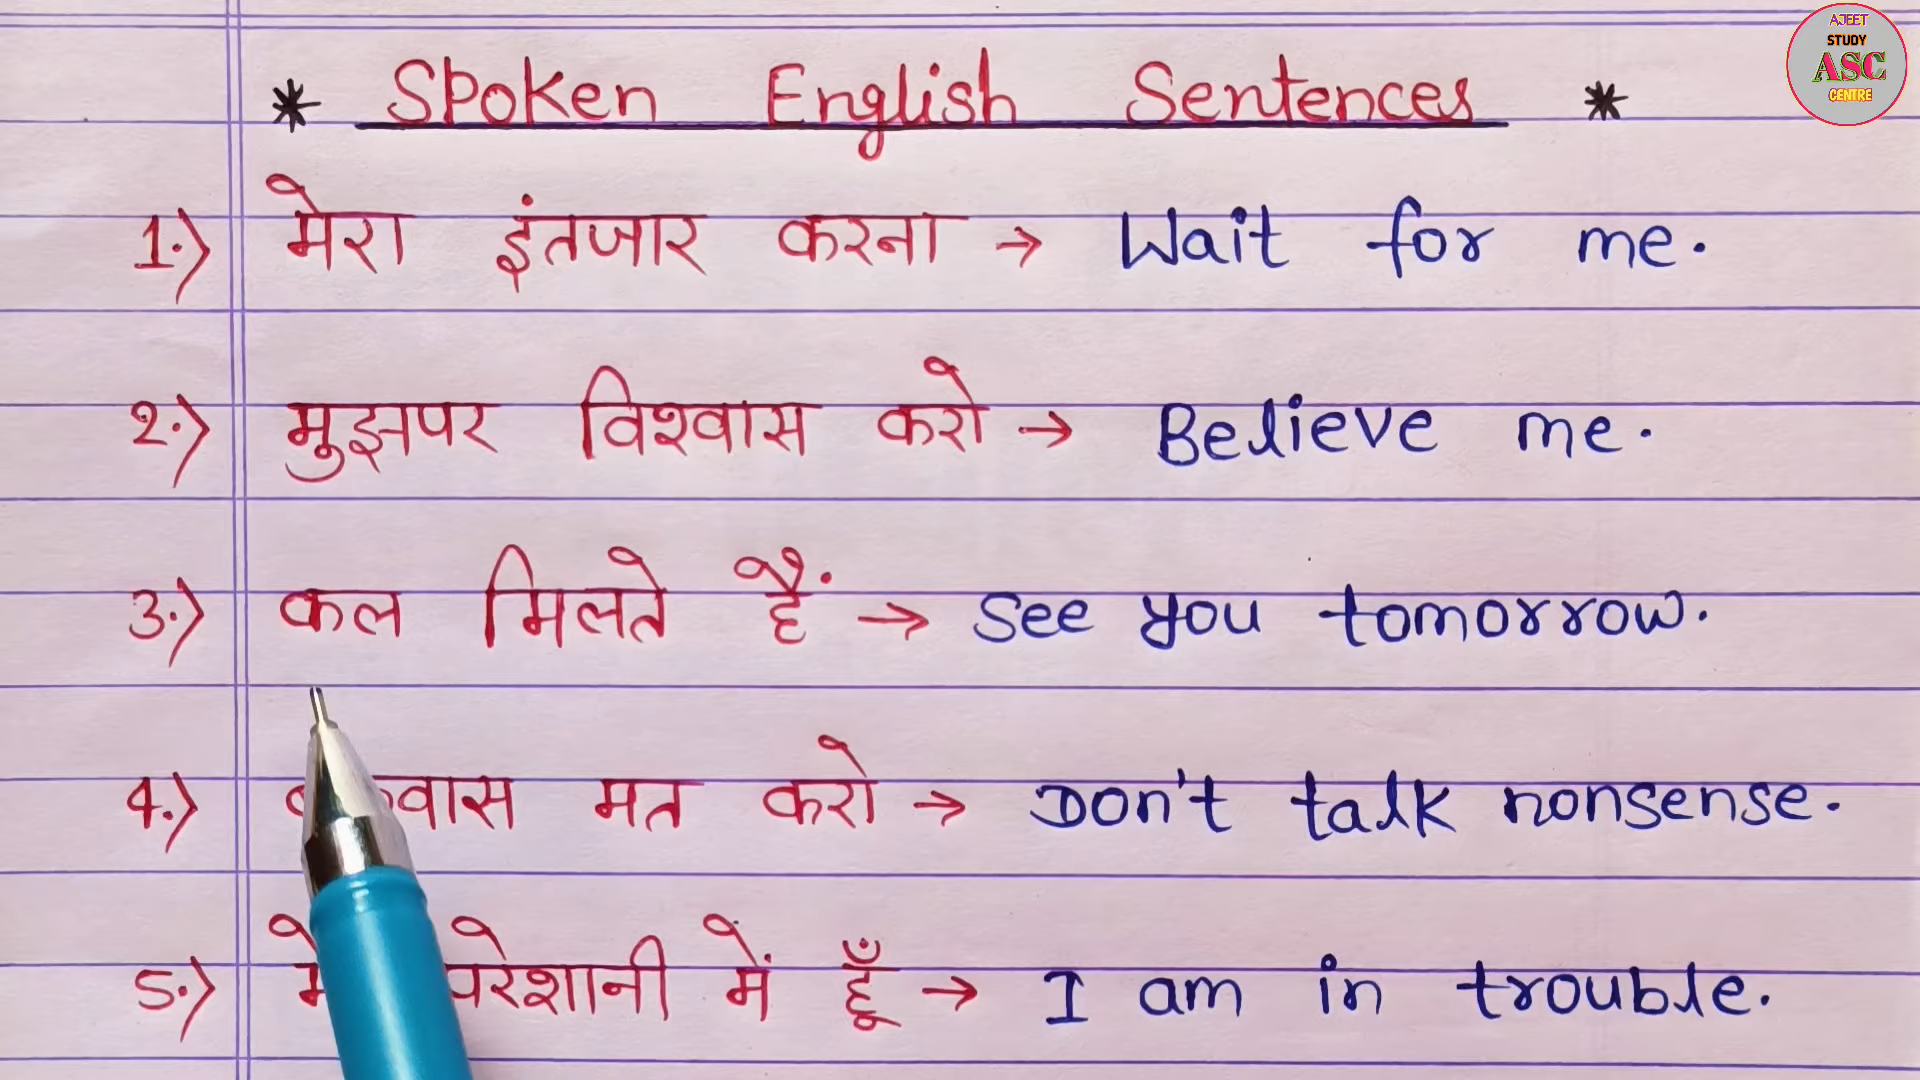 * Spoken English Sentences *
AJEET
STUDY
ASC
CENTRE
1.) मेरा इंतजार करना → Wait for me.
2.) मुझपर विश्वास करो → Believe me.
3.) कल मिलते हैं → See you tomorrow.
4.) मत करो → Don't talk nonsense.
5.) परेशानी में हूँ → I am in trouble.